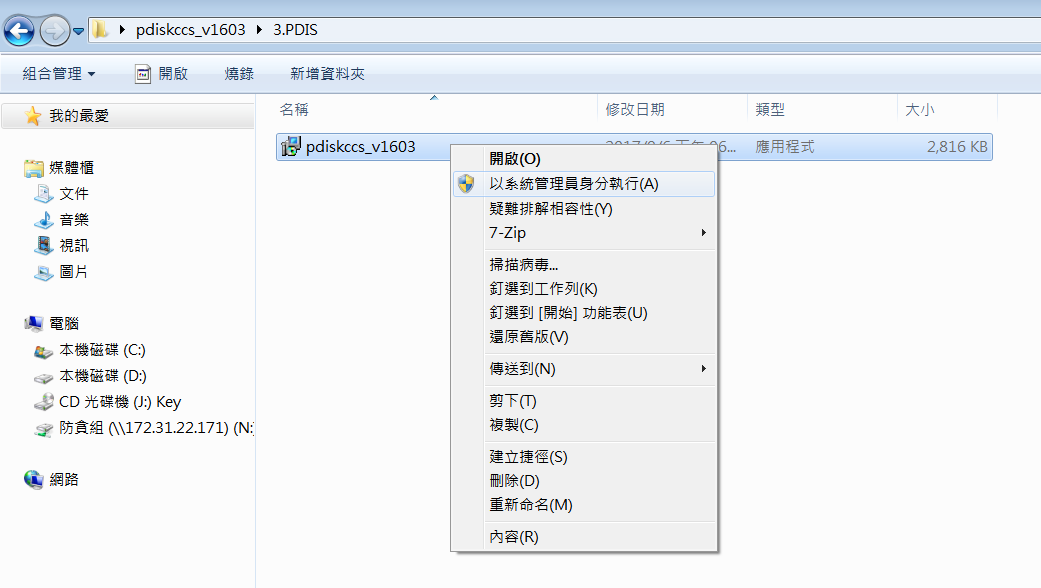 pdiskccs_v1603 3.PDIS
組合管理 開啟 燒錄 新增資料夾
名稱 修改日期 類型 大小
我的最愛
pdiskccs_v1603 應用程式 2,816 KB
媒體櫃
文件
音樂
視訊
圖片
電腦
本機磁碟 (C:)
本機磁碟 (D:)
CD 光碟機 (J:) Key
防貪組 (\\172.31.22.171) (N:
網路
開啟(O)
以系統管理員身分執行(A)
疑難排解相容性(Y)
7-Zip
掃描病毒...
釘選到工作列(K)
釘選到 [開始] 功能表(U)
還原舊版(V)
傳送到(N)
剪下(T)
複製(C)
建立捷徑(S)
刪除(D)
重新命名(M)
內容(R)